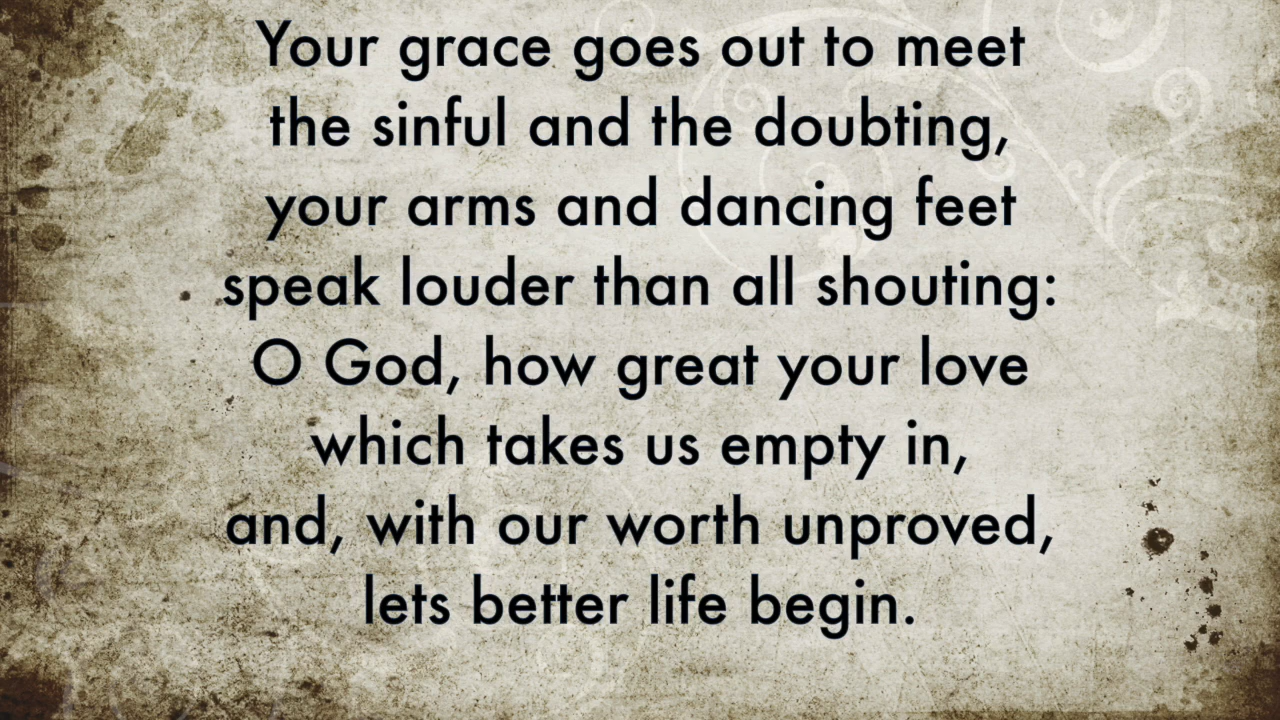 Your grace goes out to meet
the sinful and the doubting,
your arms and dancing feet
speak louder than all shouting:
O God, how great your love
which takes us empty in,
and, with our worth unproved,
lets better life begin.